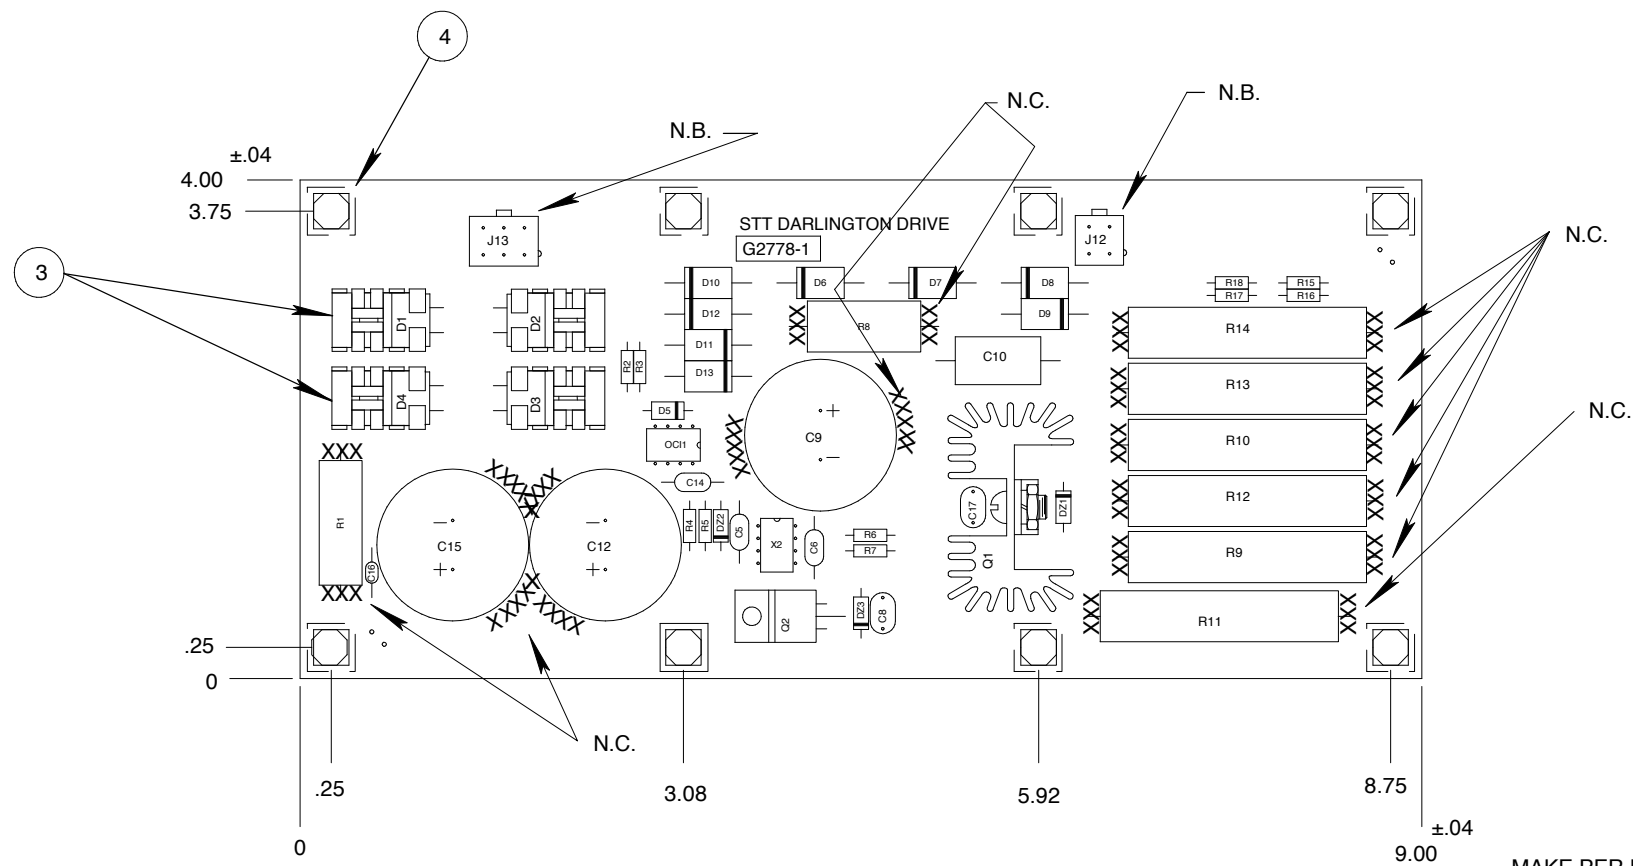 4
N.C.
N.B.
N.B.
±.04
4.00
3.75
STT DARLINGTON DRIVE
G2778-1
J13
J12
N.C.
3
D10
D6
D7
D8
R18
R15
R17
R16
D1
D2
D12
R8
D9
R14
D11
C10
R2
R3
D13
R13
D4
D3
D5
N.C.
OCI1
C9
R10
C14
R12
C17
DZ1
R1
R4
R5
DZ2
C5
X2
C6
R6
R7
C15
C12
Q1
R9
C16
Q2
DZ3
C8
R11
.25
0
N.C.
.25
3.08
5.92
8.75
±.04
0
9.00